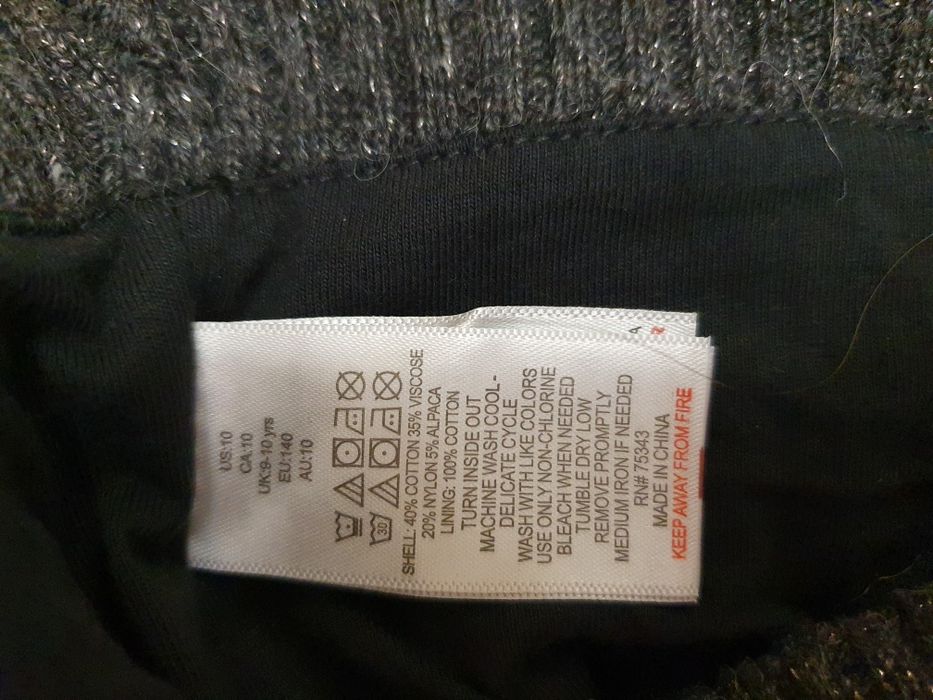 US:10
CA:10
UK:9-10 yrs
EU:140
AU:10
30
SHELL: 40% COTTON 35% VISCOSE
20% NYLON 5% ALPACA
LINING: 100% COTTON
TURN INSIDE OUT
MACHINE WASH COOL-
DELICATE CYCLE
WASH WITH LIKE COLORS
USE ONLY NON-CHLORINE
BLEACH WHEN NEEDED
TUMBLE DRY LOW
REMOVE PROMPTLY
MEDIUM IRON IF NEEDED
RN# 75343
MADE IN CHINA
KEEP AWAY FROM FIRE
A
R